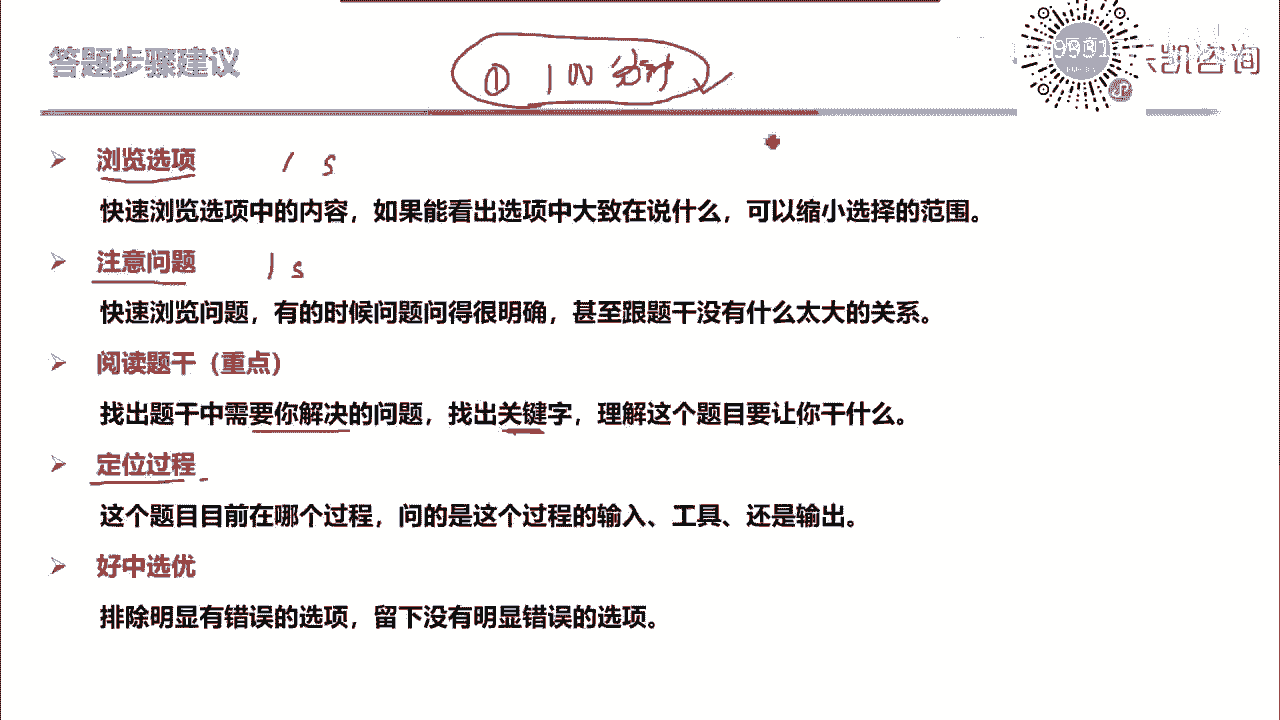 答题步骤建议
① 100分钟
凯咨询
浏览选项 1 s
快速浏览选项中的内容，如果能看出选项中大致在说什么，可以缩小选择的范围。
注意问题 1 s
快速浏览问题，有的时候问题问得很明确，甚至跟题干没有什么太大的关系。
阅读题干（重点）
找出题干中需要你解决的问题，找出关键字，理解这个题目要让你干什么。
定位过程
这个题目目前在哪个过程，问的是这个过程的输入、工具、还是输出。
好中选优
排除明显有错误的选项，留下没有明显错误的选项。